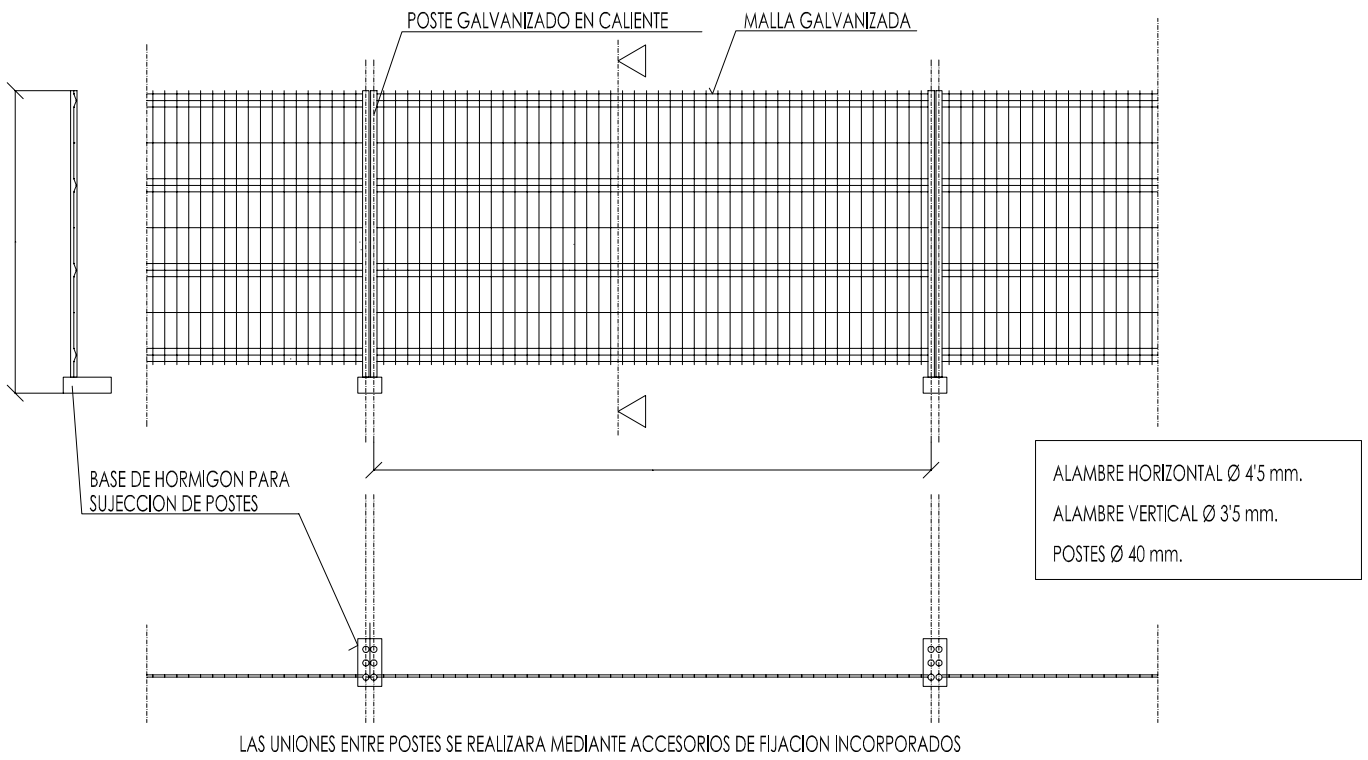 POSTE GALVANIZADO EN CALIENTE
MALLA GALVANIZADA
BASE DE HORMIGON PARA
SUJECCION DE POSTES
ALAMBRE HORIZONTAL Ø 4'5 mm.
ALAMBRE VERTICAL Ø 3'5 mm.
POSTES Ø 40 mm.
LAS UNIONES ENTRE POSTES SE REALIZARA MEDIANTE ACCESORIOS DE FIJACION INCORPORADOS